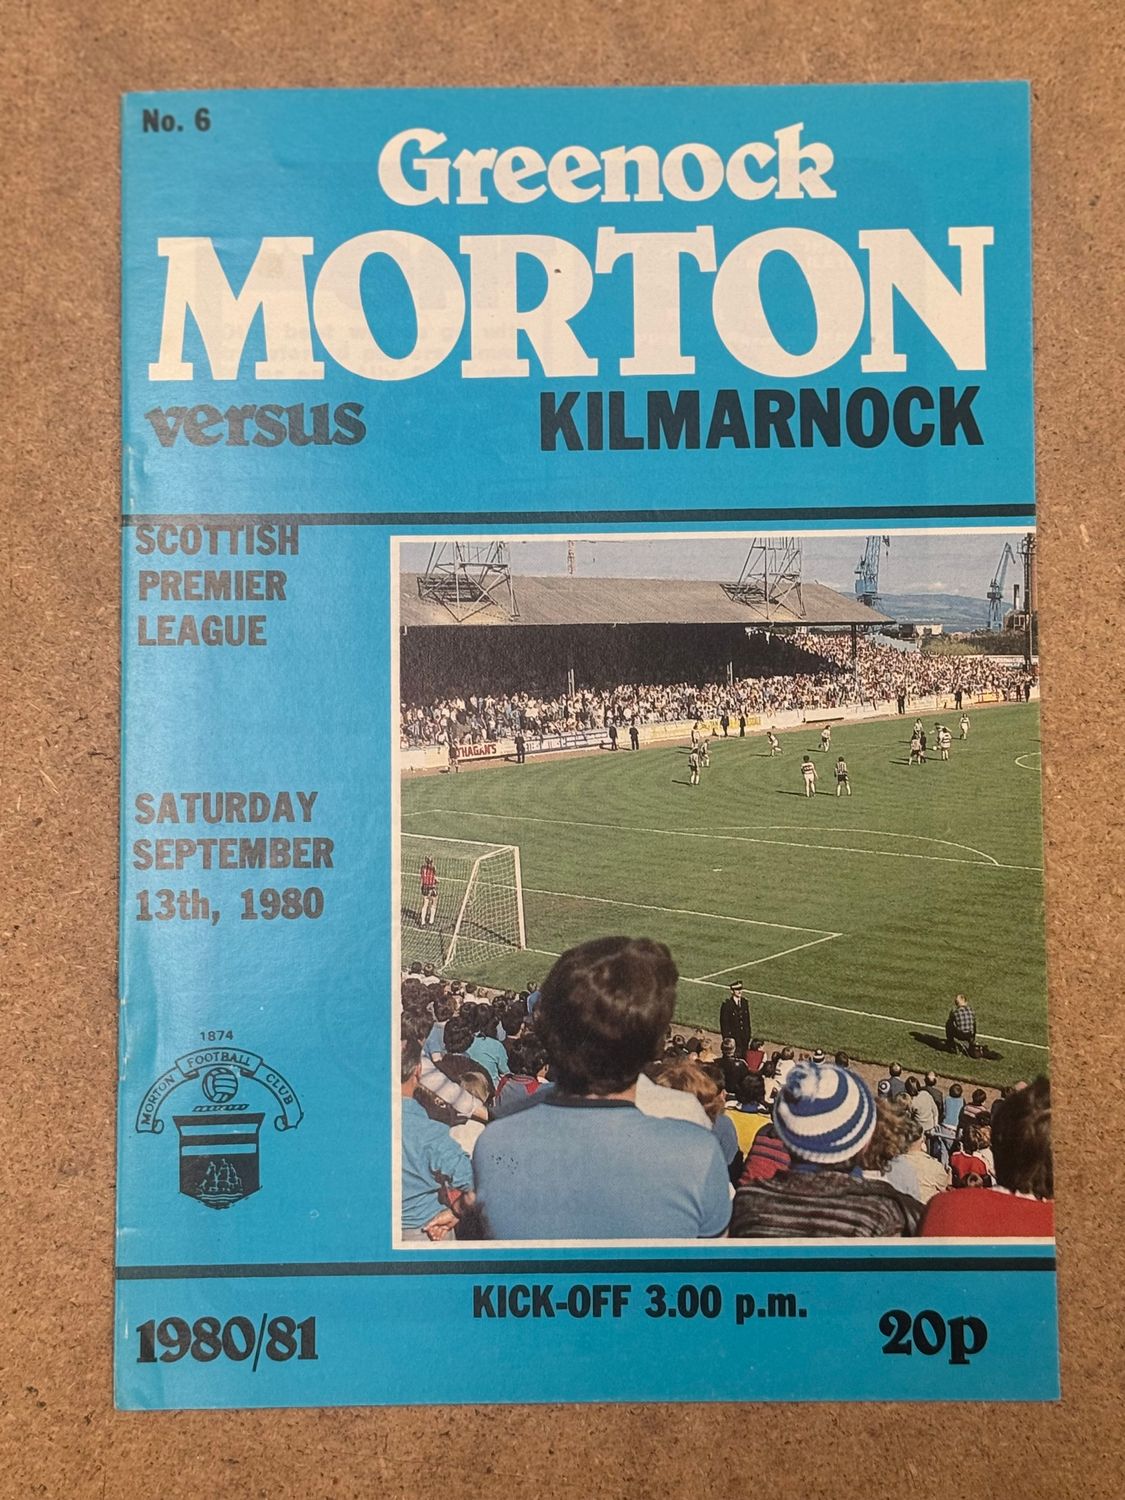 No. 6
Greenock
MORTON
versus
KILMARNOCK
SCOTTISH
PREMIER
LEAGUE
SATURDAY
SEPTEMBER
13th, 1980
1874
MORTON FOOTBALL CLUB
KICK-OFF 3.00 p.m.
1980/81
20p